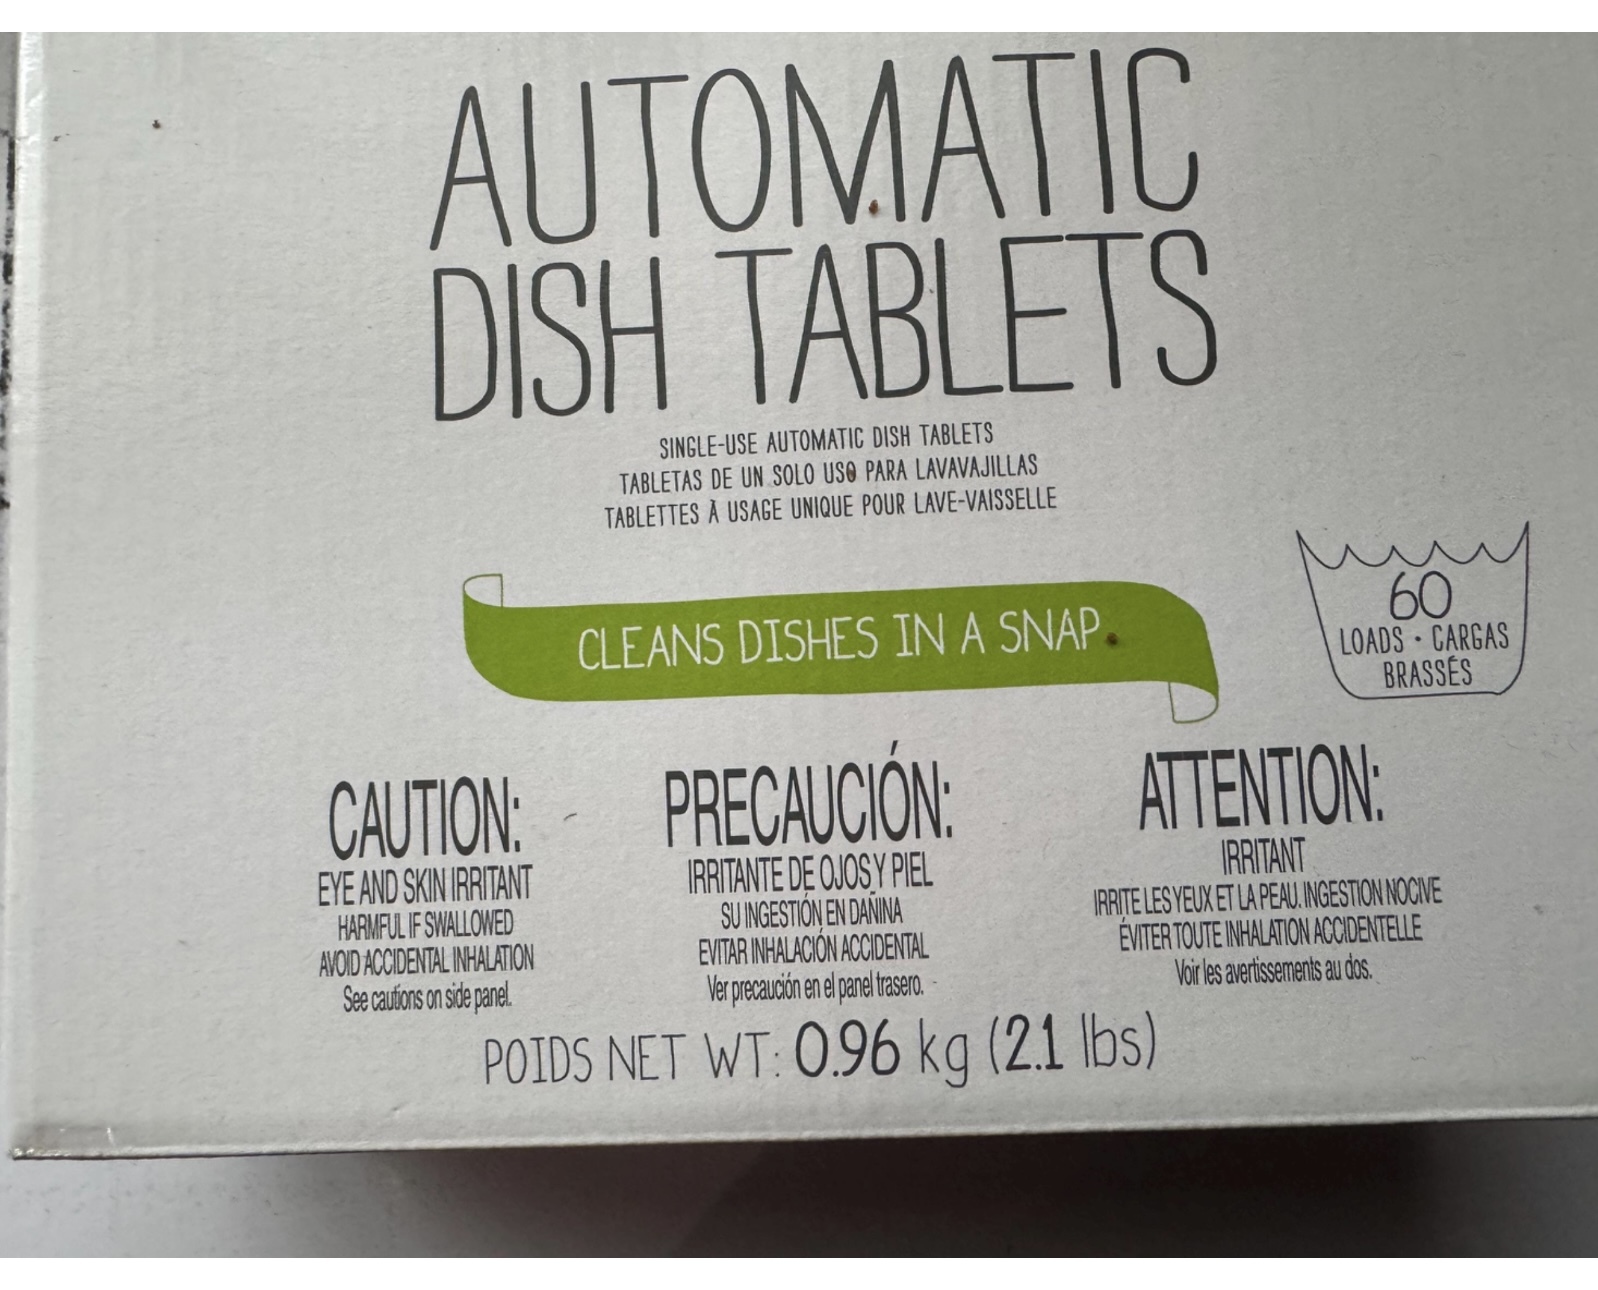 AUTOMATIC
DISH TABLETS
SINGLE-USE AUTOMATIC DISH TABLETS
TABLETAS DE UN SOLO USO PARA LAVAVAJILLAS
TABLETTES À USAGE UNIQUE POUR LAVE-VAISSELLE
CLEANS DISHES IN A SNAP.
60
LOADS · CARGAS
BRASSÉS
CAUTION:
EYE AND SKIN IRRITANT
HARMFUL IF SWALLOWED
AVOID ACCIDENTAL INHALATION
See cautions on side panel.
PRECAUCIÓN:
IRRITANTE DE OJOS Y PIEL
SU INGESTIÓN EN DAÑINA
EVITAR INHALACIÓN ACCIDENTAL
Ver precaución en el panel trasero.
ATTENTION:
IRRITANT
IRRITE LES YEUX ET LA PEAU. INGESTION NOCIVE
ÉVITER TOUTE INHALATION ACCIDENTELLE
Voir les avertissements au dos.
POIDS NET WT: 0.96 kg (2.1 lbs)